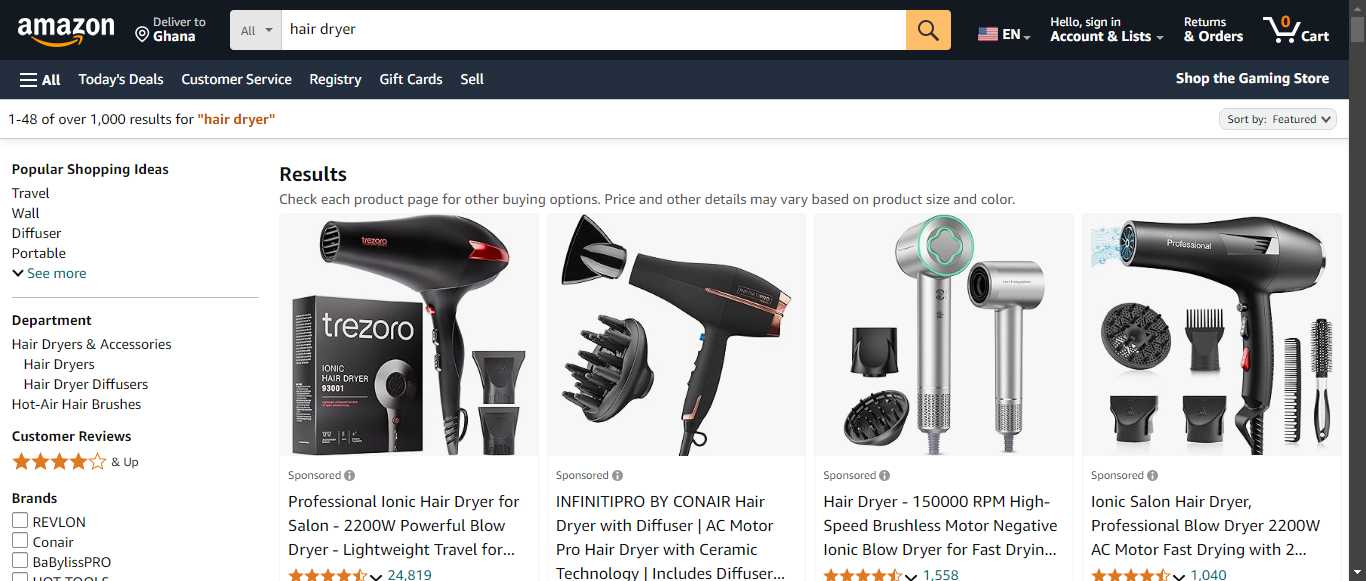 amazon
Deliver to
Ghana
All
hair dryer
EN
Hello, sign in
Account & Lists
Returns
& Orders
0
Cart
All
Today's Deals
Customer Service
Registry
Gift Cards
Sell
Shop the Gaming Store
1-48 of over 1,000 results for "hair dryer"
Sort by: Featured
Popular Shopping Ideas
Travel
Wall
Diffuser
Portable
See more
Department
Hair Dryers & Accessories
Hair Dryers
Hair Dryer Diffusers
Hot-Air Hair Brushes
Customer Reviews
& Up
Brands
REVLON
Conair
BaBylissPRO
HOT TOOLS
Results
Check each product page for other buying options. Price and other details may vary based on product size and color.
trezoro
trezoro
IONIC
HAIR DRYER
93001
Sponsored
Professional Ionic Hair Dryer for
Salon - 2200W Powerful Blow
Dryer - Lightweight Travel for...
24,819
Sponsored
INFINITIPRO BY CONAIR Hair
Dryer with Diffuser | AC Motor
Pro Hair Dryer with Ceramic
Technology | Includes Diffuser...
Sponsored
Hair Dryer - 150000 RPM High-
Speed Brushless Motor Negative
Ionic Blow Dryer for Fast Dryin...
1,558
Professional
Sponsored
Ionic Salon Hair Dryer,
Professional Blow Dryer 2200W
AC Motor Fast Drying with 2...
1,040